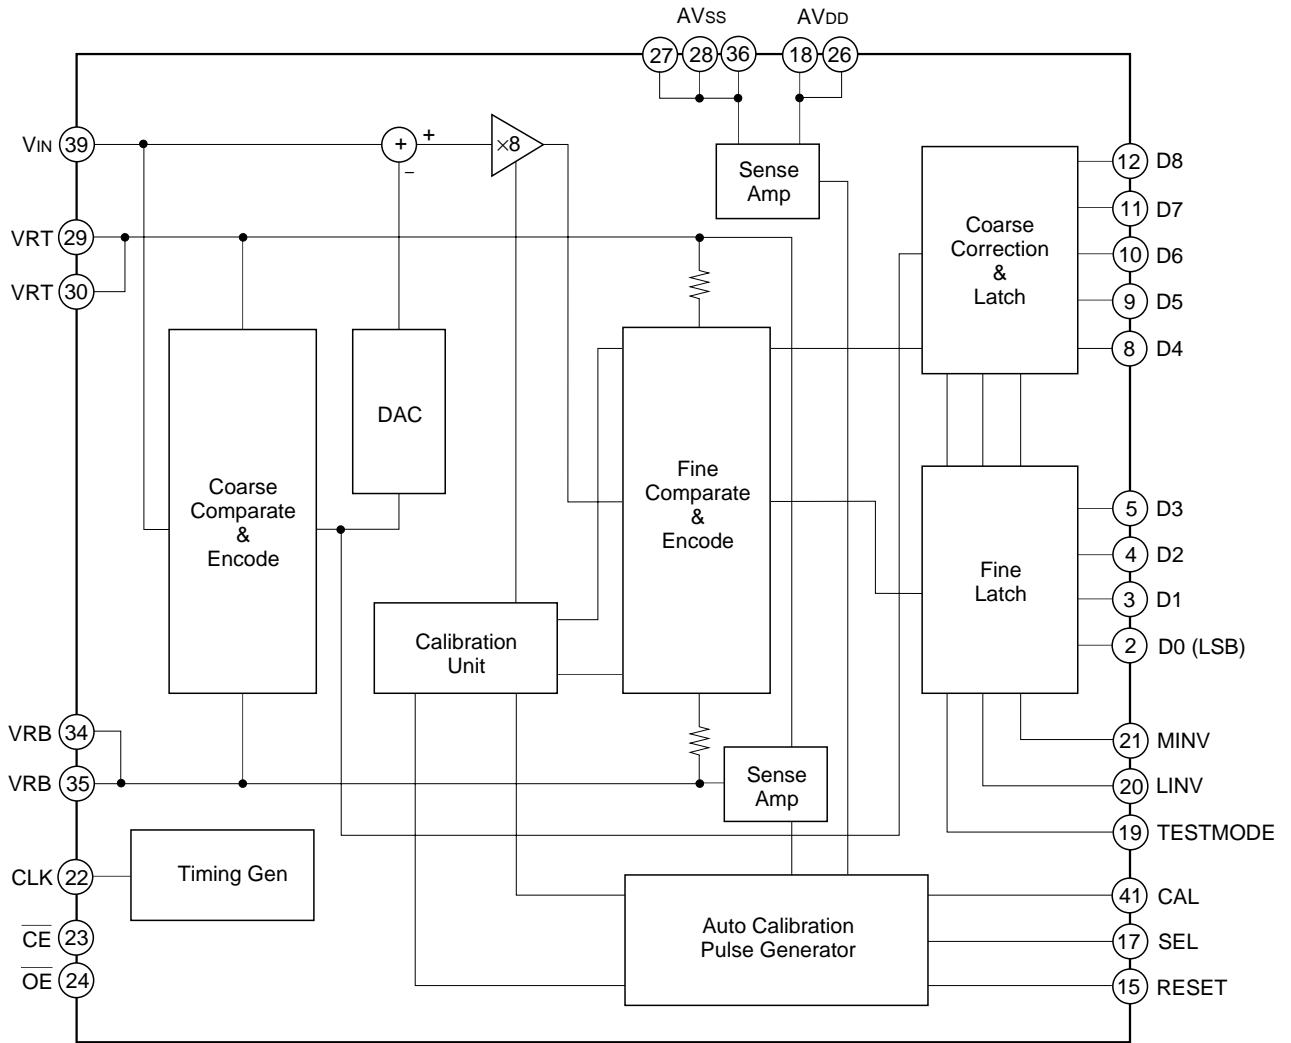 AVSS AVDD
27 28 36 18 26
VIN 39
+
+
−
×8
Sense
Amp
VRT 29
VRT 30
Coarse
Correction
&
Latch
12 D8
11 D7
10 D6
9 D5
8 D4
DAC
Coarse
Comparate
&
Encode
Fine
Comparate
&
Encode
Fine
Latch
5 D3
4 D2
3 D1
2 D0 (LSB)
Calibration
Unit
VRB 34
VRB 35
Sense
Amp
21 MINV
20 LINV
19 TESTMODE
CLK 22
Timing Gen
CE 23
OE 24
Auto Calibration
Pulse Generator
41 CAL
17 SEL
15 RESET